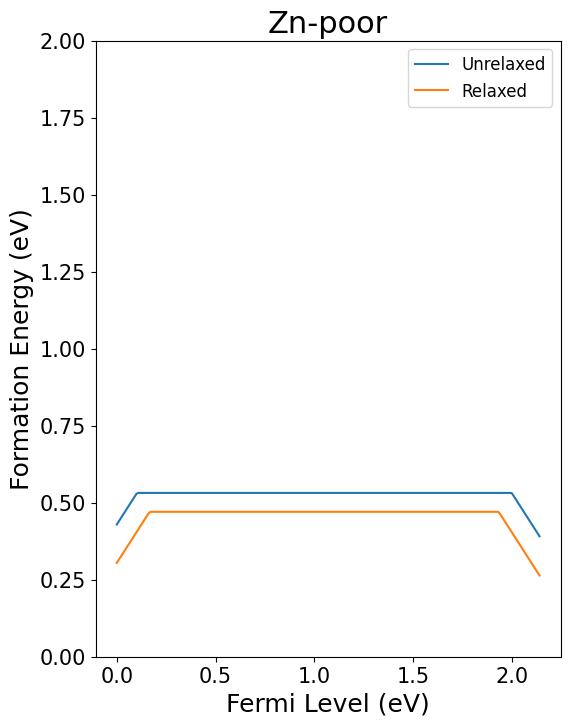 Zn-poor
Unrelaxed
Relaxed
Formation Energy (eV)
2.00
1.75
1.50
1.25
1.00
0.75
0.50
0.25
0.00
0.0 0.5 1.0 1.5 2.0
Fermi Level (eV)